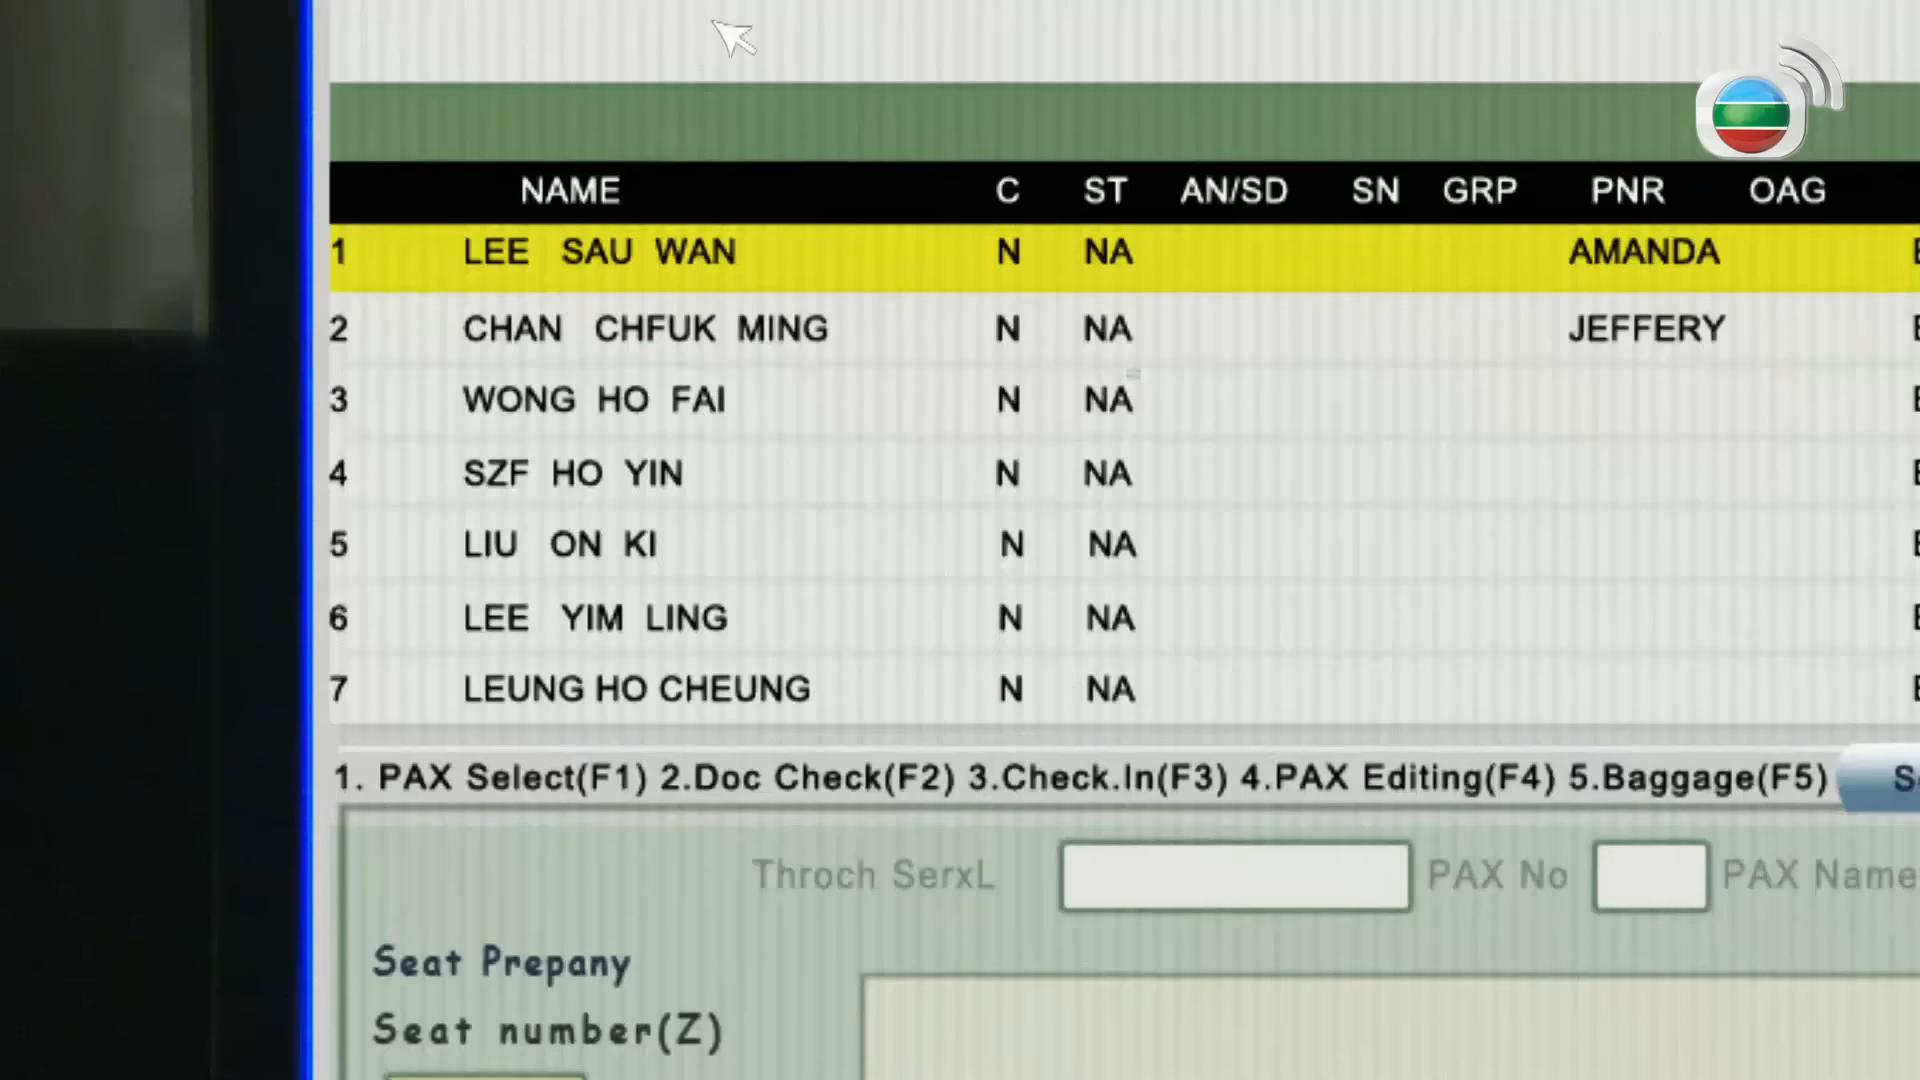 NAME C ST AN/SD SN GRP PNR OAG
1 LEE SAU WAN N NA AMANDA
2 CHAN CHFUK MING N NA JEFFERY
3 WONG HO FAI N NA
4 SZF HO YIN N NA
5 LIU ON KI N NA
6 LEE YIM LING N NA
7 LEUNG HO CHEUNG N NA
1. PAX Select(F1) 2.Doc Check(F2) 3.Check.In(F3) 4.PAX Editing(F4) 5.Baggage(F5)
Throch SerxL PAX No PAX Name
Seat Prepany
Seat number(Z)